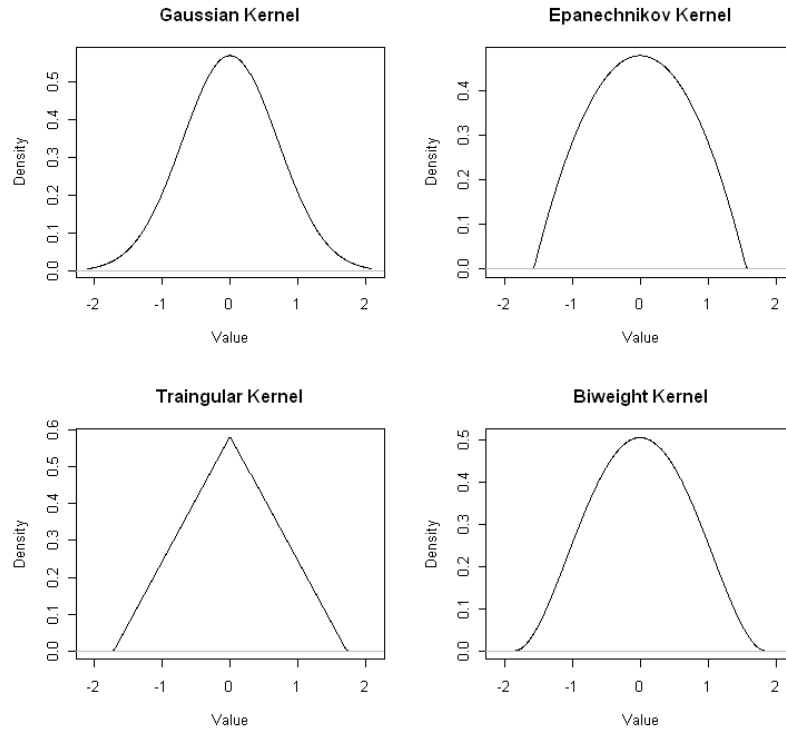 Gaussian Kernel
Density
0.0 0.1 0.2 0.3 0.4 0.5
-2 -1 0 1 2
Value
Epanechnikov Kernel
Density
0.0 0.1 0.2 0.3 0.4
-2 -1 0 1 2
Value
Traingular Kernel
Density
0.0 0.1 0.2 0.3 0.4 0.5 0.6
-2 -1 0 1 2
Value
Biweight Kernel
Density
0.0 0.1 0.2 0.3 0.4 0.5
-2 -1 0 1 2
Value